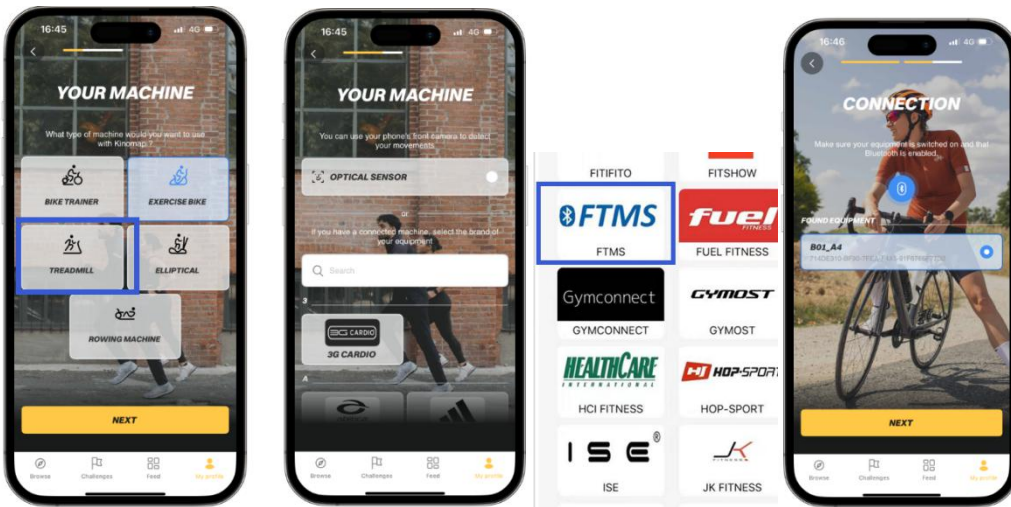 16:45
4G
YOUR MACHINE
What type of machine would you want to use
with Kinomap ?
BIKE TRAINER
EXERCISE BIKE
TREADMILL
ELLIPTICAL
ROWING MACHINE
NEXT
Browse
Challenges
Feed
My profile
16:45
4G
YOUR MACHINE
You can use your phone's front camera to detect
your movements
OPTICAL SENSOR
or
If you have a connected machine, select the brand of
your equipment
Search
3
3G CARDIO
3G CARDIO
A
Browse
Challenges
Feed
My profile
FITIFITO
FITSHOW
FTMS
fuel
FITNESS
FTMS
FUEL FITNESS
Gymconnect
GYMOST
GYMCONNECT
GYMOST
HEALTHCARE
INTERNATIONAL
HOP-SPORT
HCI FITNESS
HOP-SPORT
ISE®
JK
FITNESS
ISE
JK FITNESS
16:46
4G
CONNECTION
Make sure your equipment is switched on and that
Bluetooth is enabled.
FOUND EQUIPMENT
B01_A4
NEXT
Browse
Challenges
Feed
My profile